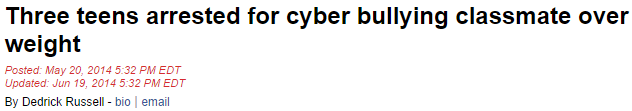 Three teens arrested for cyber bullying classmate over
weight
Posted: May 20, 2014 5:32 PM EDT
Updated: Jun 19, 2014 5:32 PM EDT
By Dedrick Russell - bio | email